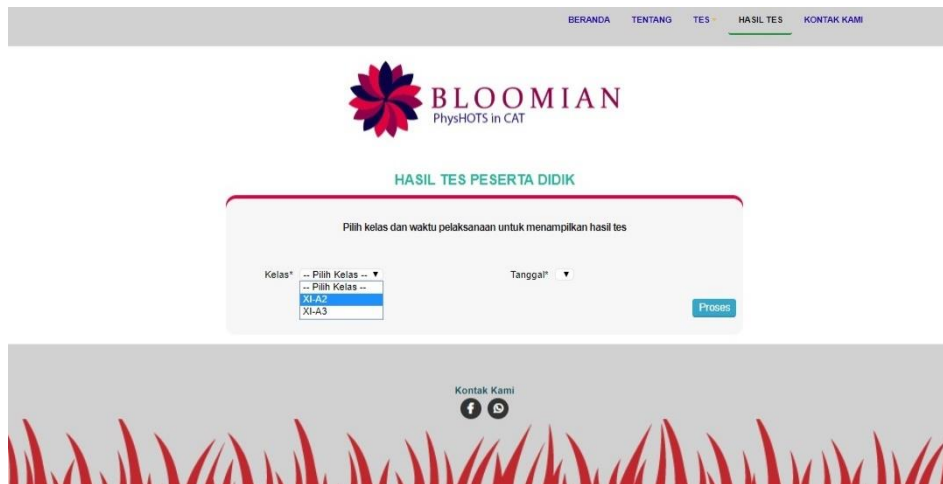 BERANDA TENTANG TES HASIL TES KONTAK KAMI
BLOOMIAN
PhysHOTS in CAT
HASIL TES PESERTA DIDIK
Pilih kelas dan waktu pelaksanaan untuk menampilkan hasil tes
Kelas* -- Pilih Kelas -- Tanggal*
-- Pilih Kelas --
XI-A2
XI-A3
Proses
Kontak Kami